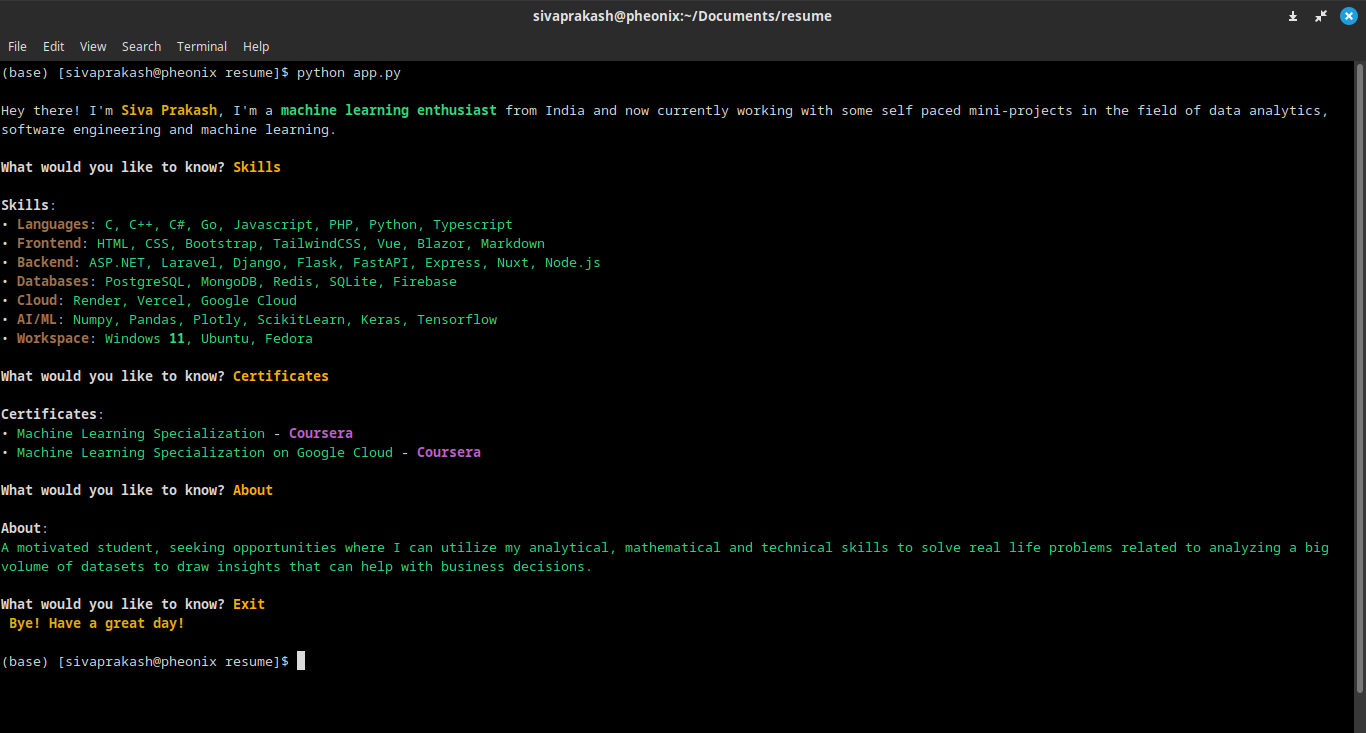 sivaprakash@pheonix:~/Documents/resume
File Edit View Search Terminal Help
(base) [sivaprakash@pheonix resume]$ python app.py
Hey there! I'm Siva Prakash, I'm a machine learning enthusiast from India and now currently working with some self paced mini-projects in the field of data analytics,
software engineering and machine learning.
What would you like to know? Skills
Skills:
• Languages: C, C++, C#, Go, Javascript, PHP, Python, Typescript
• Frontend: HTML, CSS, Bootstrap, TailwindCSS, Vue, Blazor, Markdown
• Backend: ASP.NET, Laravel, Django, Flask, FastAPI, Express, Nuxt, Node.js
• Databases: PostgreSQL, MongoDB, Redis, SQLite, Firebase
• Cloud: Render, Vercel, Google Cloud
• AI/ML: Numpy, Pandas, Plotly, ScikitLearn, Keras, Tensorflow
• Workspace: Windows 11, Ubuntu, Fedora
What would you like to know? Certificates
Certificates:
• Machine Learning Specialization - Coursera
• Machine Learning Specialization on Google Cloud - Coursera
What would you like to know? About
About:
A motivated student, seeking opportunities where I can utilize my analytical, mathematical and technical skills to solve real life problems related to analyzing a big
volume of datasets to draw insights that can help with business decisions.
What would you like to know? Exit
Bye! Have a great day!
(base) [sivaprakash@pheonix resume]$